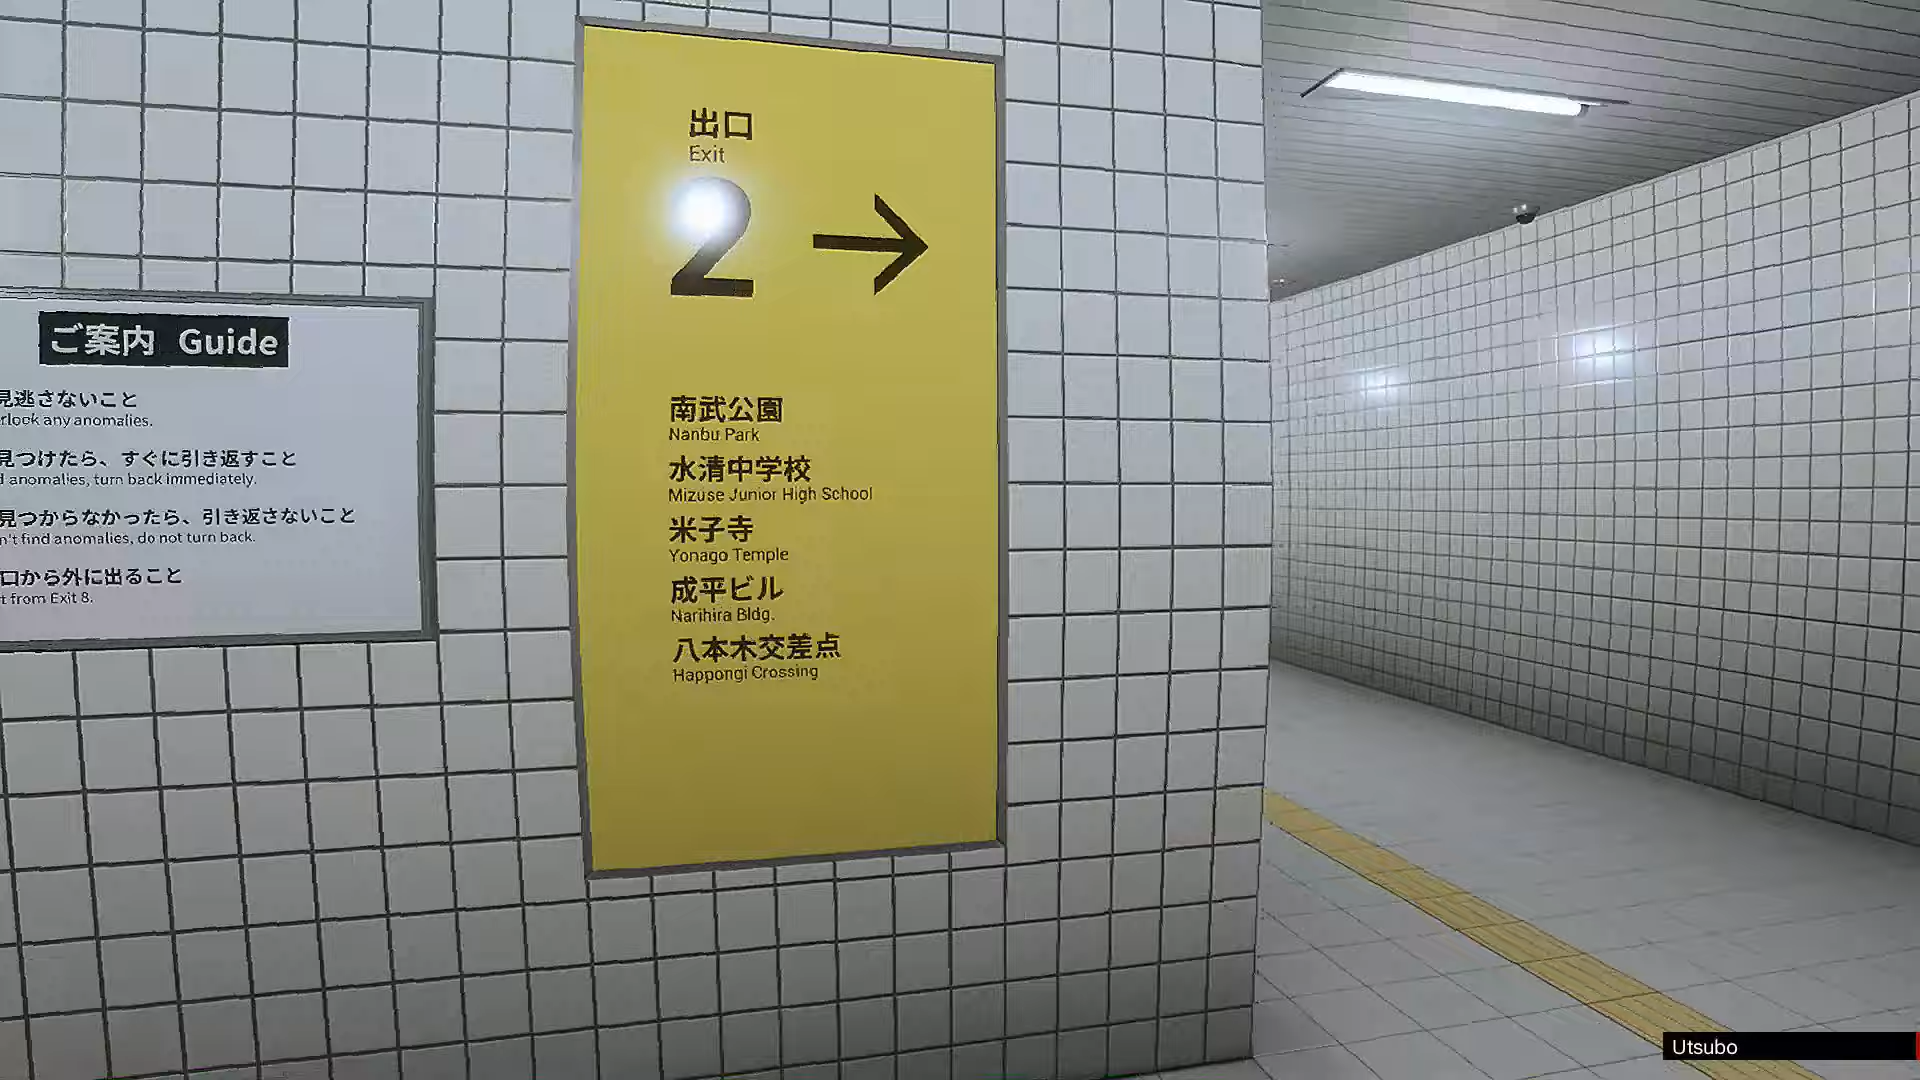 ご案内 Guide
見逃さないこと
rlook any anomalies.
見つけたら、すぐに引き返すこと
d anomalies, turn back immediately.
見つからなかったら、引き返さないこと
n't find anomalies, do not turn back.
口から外に出ること
t from Exit 8.
出口
Exit
2 →
南武公園
Nanbu Park
水清中学校
Mizuse Junior High School
米子寺
Yonago Temple
成平ビル
Narihira Bldg.
八本木交差点
Happongi Crossing
Utsubo